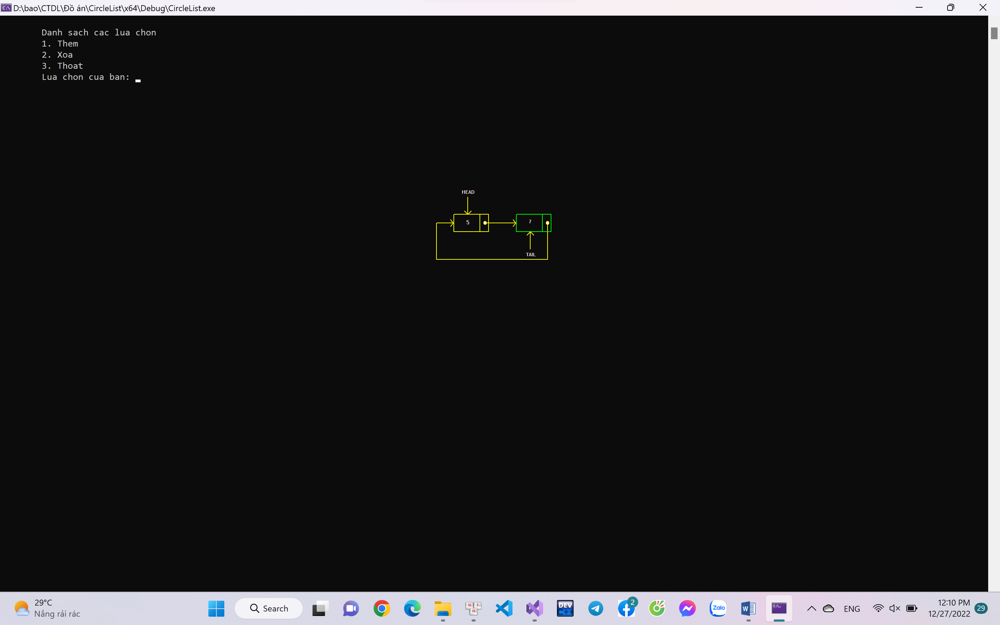 D:\bao\CTDL\Đồ án\CircleList\x64\Debug\CircleList.exe
Danh sach cac lua chon
1. Them
2. Xoa
3. Thoat
Lua chon cua ban:
HEAD
5
7
TAIL
29°C
Nắng rải rác
Search
DEV
C++
2
Zalo
W
ENG
12:10 PM
12/27/2022
29